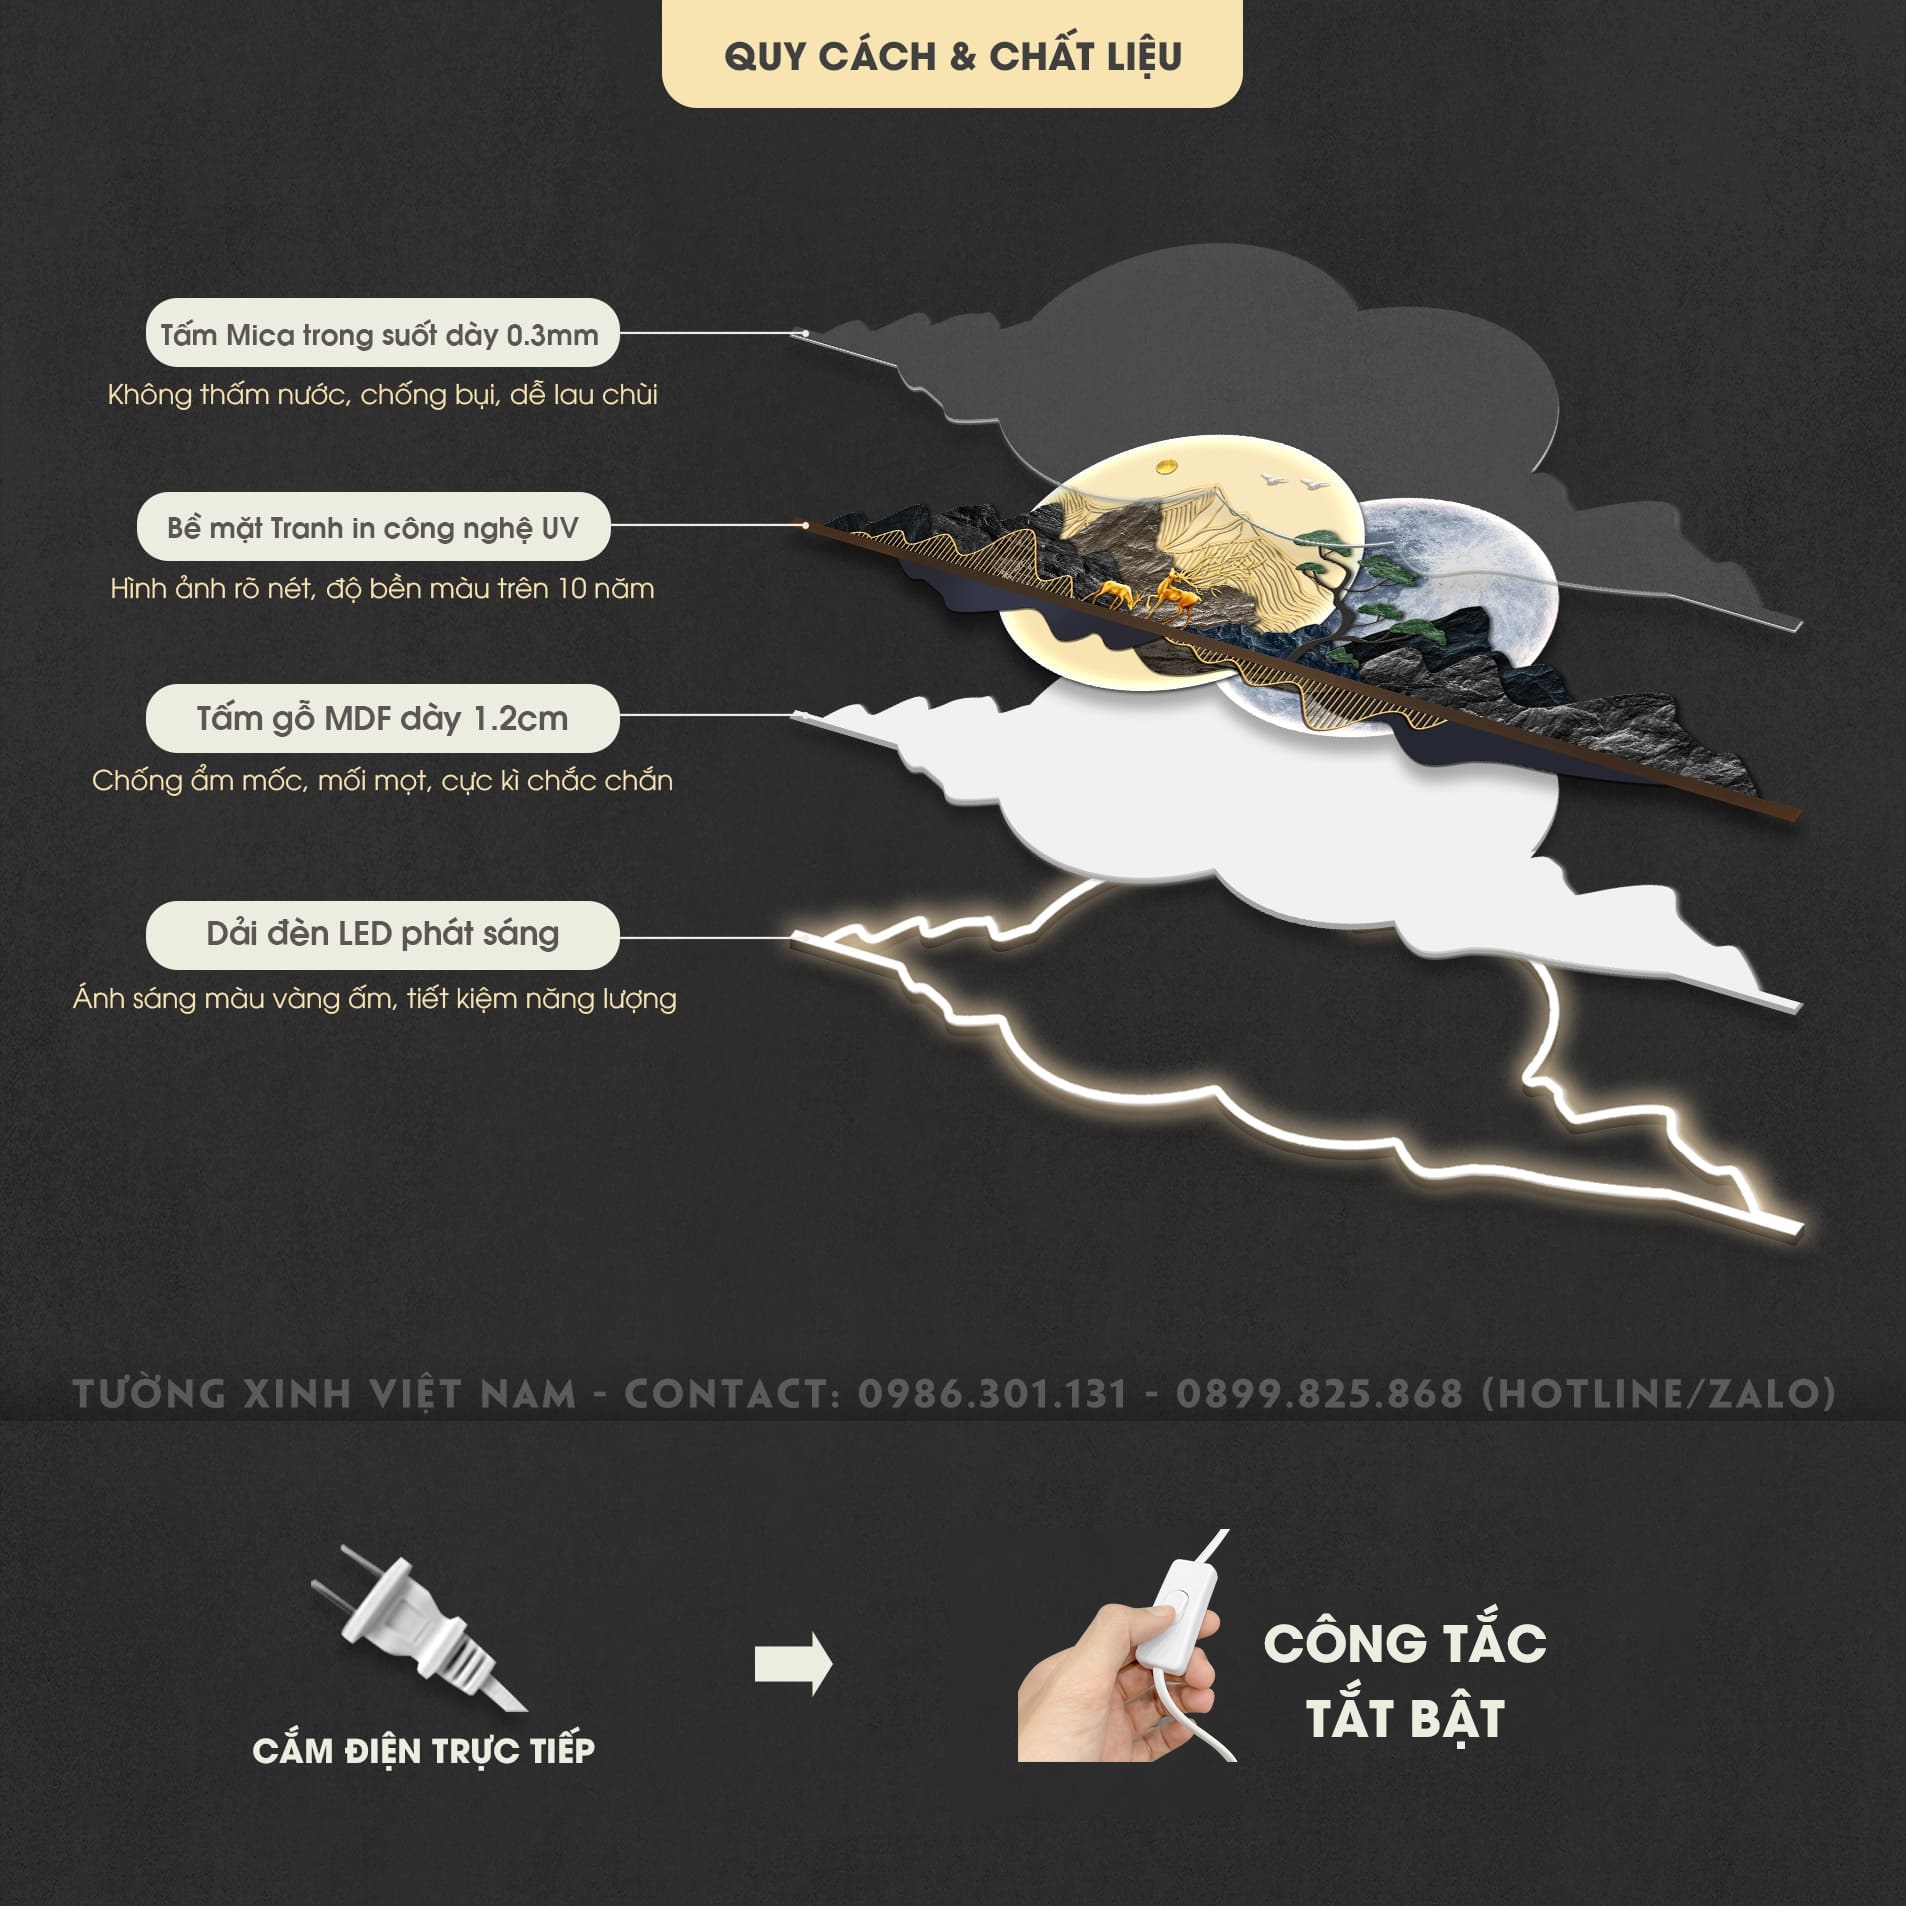 QUY CÁCH & CHẤT LIỆU
Tấm Mica trong suốt dày 0.3mm
Không thấm nước, chống bụi, dễ lau chùi
Bề mặt Tranh in công nghệ UV
Hình ảnh rõ nét, độ bền màu trên 10 năm
Tấm gỗ MDF dày 1.2cm
Chống ẩm mốc, mối mọt, cực kì chắc chắn
Dải đèn LED phát sáng
Ánh sáng màu vàng ấm, tiết kiệm năng lượng
TƯỜNG XINH VIỆT NAM - CONTACT: 0986.301.131 - 0899.825.868 (HOTLINE/ZALO)
CẮM ĐIỆN TRỰC TIẾP
CÔNG TẮC
TẮT BẬT